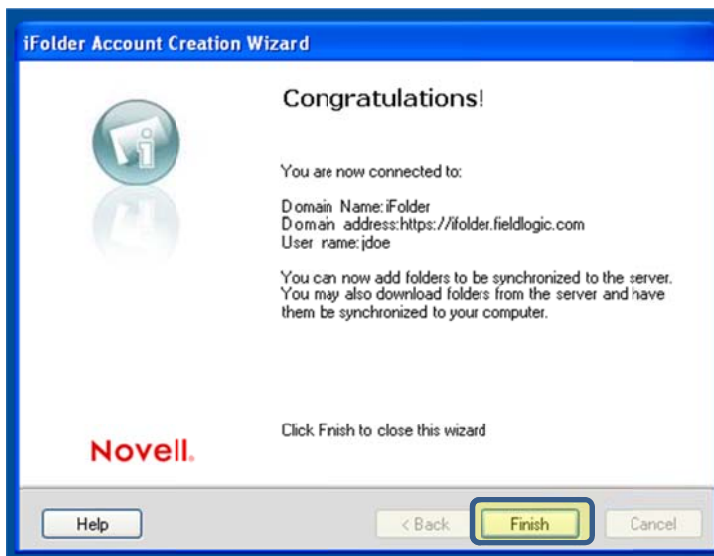 iFolder Account Creation Wizard
Congratulations!
You are now connected to:
Domain Name:iFolder
Domain address:https://ifolder.fieldlogic.com
User name:jdoe
You can now add folders to be synchronized to the server.
You may also download folders from the server and have
them be synchronized to your computer.
Click Finish to close this wizard
Novell.
Help
< Back
Finish
Cancel